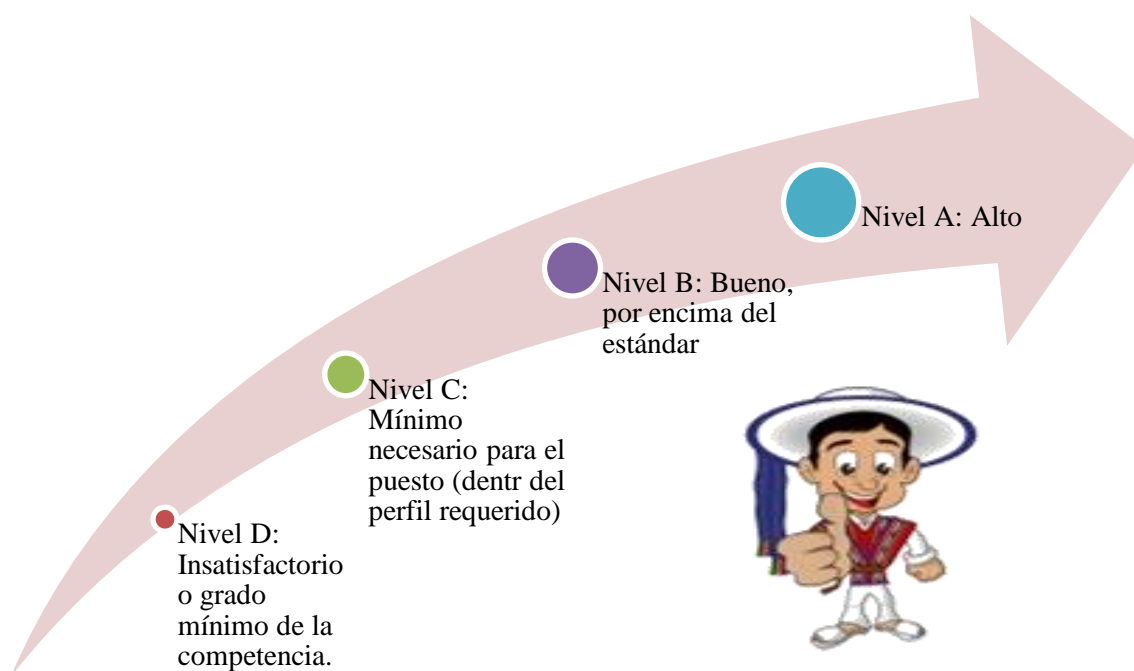 Nivel A: Alto
Nivel B: Bueno,
por encima del
estándar
Nivel C:
Mínimo
necesario para el
puesto (dentr del
perfil requerido)
Nivel D:
Insatisfactorio
o grado
mínimo de la
competencia.